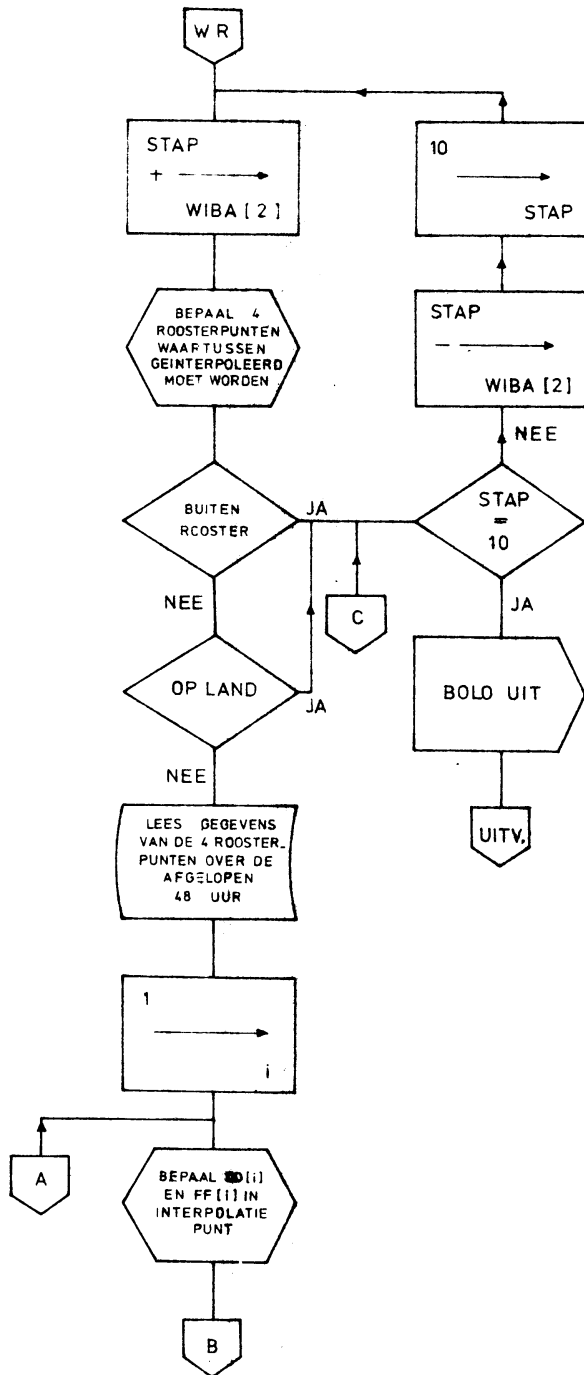 WR
STAP
+
WIBA [2]
BEPAAL 4
ROOSTERPUNTEN
WAARTUSSEN
GEINTERPOLEERD
MOET WORDEN
BUITEN
ROOSTER
JA
NEE
OP LAND
JA
NEE
LEES GEGEVENS
VAN DE 4 ROOSTER_
PUNTEN OVER DE
AFGELOPEN
48 UUR
1
i
A
BEPAAL
EN FF[i] IN
INTERPOLATIE
PUNT
B
10
STAP
STAP
—
WIBA [2]
NEE
STAP
=
10
C
JA
BOLO UIT
UITV.